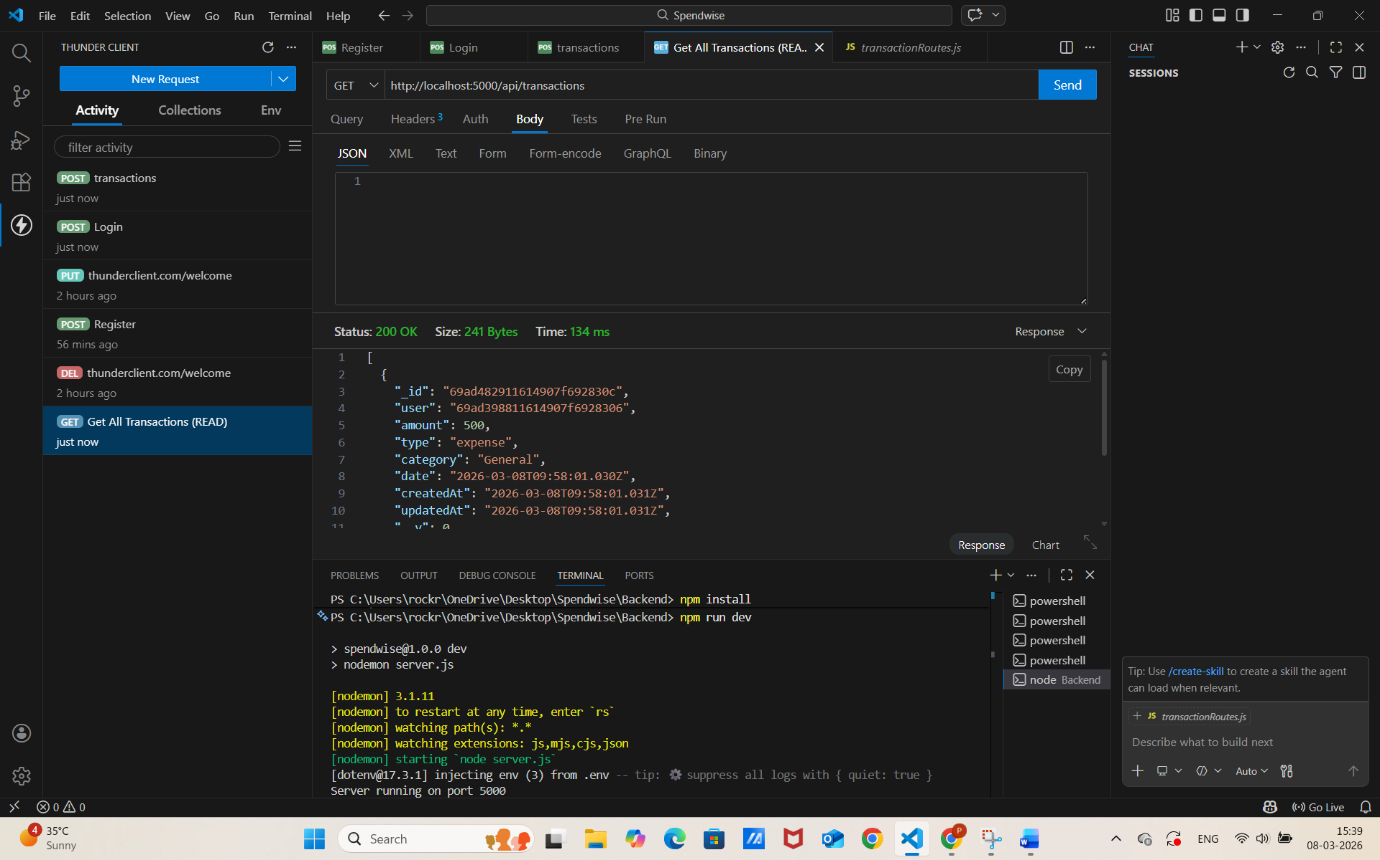 File Edit Selection View Go Run Terminal Help
Spendwise
THUNDER CLIENT
New Request
Activity Collections Env
filter activity
POST transactions
just now
POST Login
just now
PUT thunderclient.com/welcome
2 hours ago
POST Register
56 mins ago
DEL thunderclient.com/welcome
2 hours ago
GET Get All Transactions (READ)
just now
POS Register
POS Login
POS transactions
GET Get All Transactions (REA..
JS transactionRoutes.js
GET http://localhost:5000/api/transactions
Send
Query Headers 3 Auth Body Tests Pre Run
JSON XML Text Form Form-encode GraphQL Binary
1
Status: 200 OK Size: 241 Bytes Time: 134 ms
Response
Copy
1 [
2 {
3 "_id": "69ad482911614907f692830c",
4 "user": "69ad398811614907f6928306",
5 "amount": 500,
6 "type": "expense",
7 "category": "General",
8 "date": "2026-03-08T09:58:01.030Z",
9 "createdAt": "2026-03-08T09:58:01.031Z",
10 "updatedAt": "2026-03-08T09:58:01.031Z",
11 "__v": 0
Response Chart
PROBLEMS OUTPUT DEBUG CONSOLE TERMINAL PORTS
PS C:\Users\rockr\OneDrive\Desktop\Spendwise\Backend> npm install
PS C:\Users\rockr\OneDrive\Desktop\Spendwise\Backend> npm run dev
> spendwise@1.0.0 dev
> nodemon server.js
[nodemon] 3.1.11
[nodemon] to restart at any time, enter `rs`
[nodemon] watching path(s): *.*
[nodemon] watching extensions: js,mjs,cjs,json
[nodemon] starting `node server.js`
[dotenv@17.3.1] injecting env (3) from .env -- tip: ⚙️ suppress all logs with { quiet: true }
Server running on port 5000
powershell
powershell
powershell
powershell
node Backend
CHAT
SESSIONS
Tip: Use /create-skill to create a skill the agent
can load when relevant.
JS transactionRoutes.js
Describe what to build next
Auto
0 0
Go Live
4
35°C
Sunny
Search
P
ENG
15:39
08-03-2026